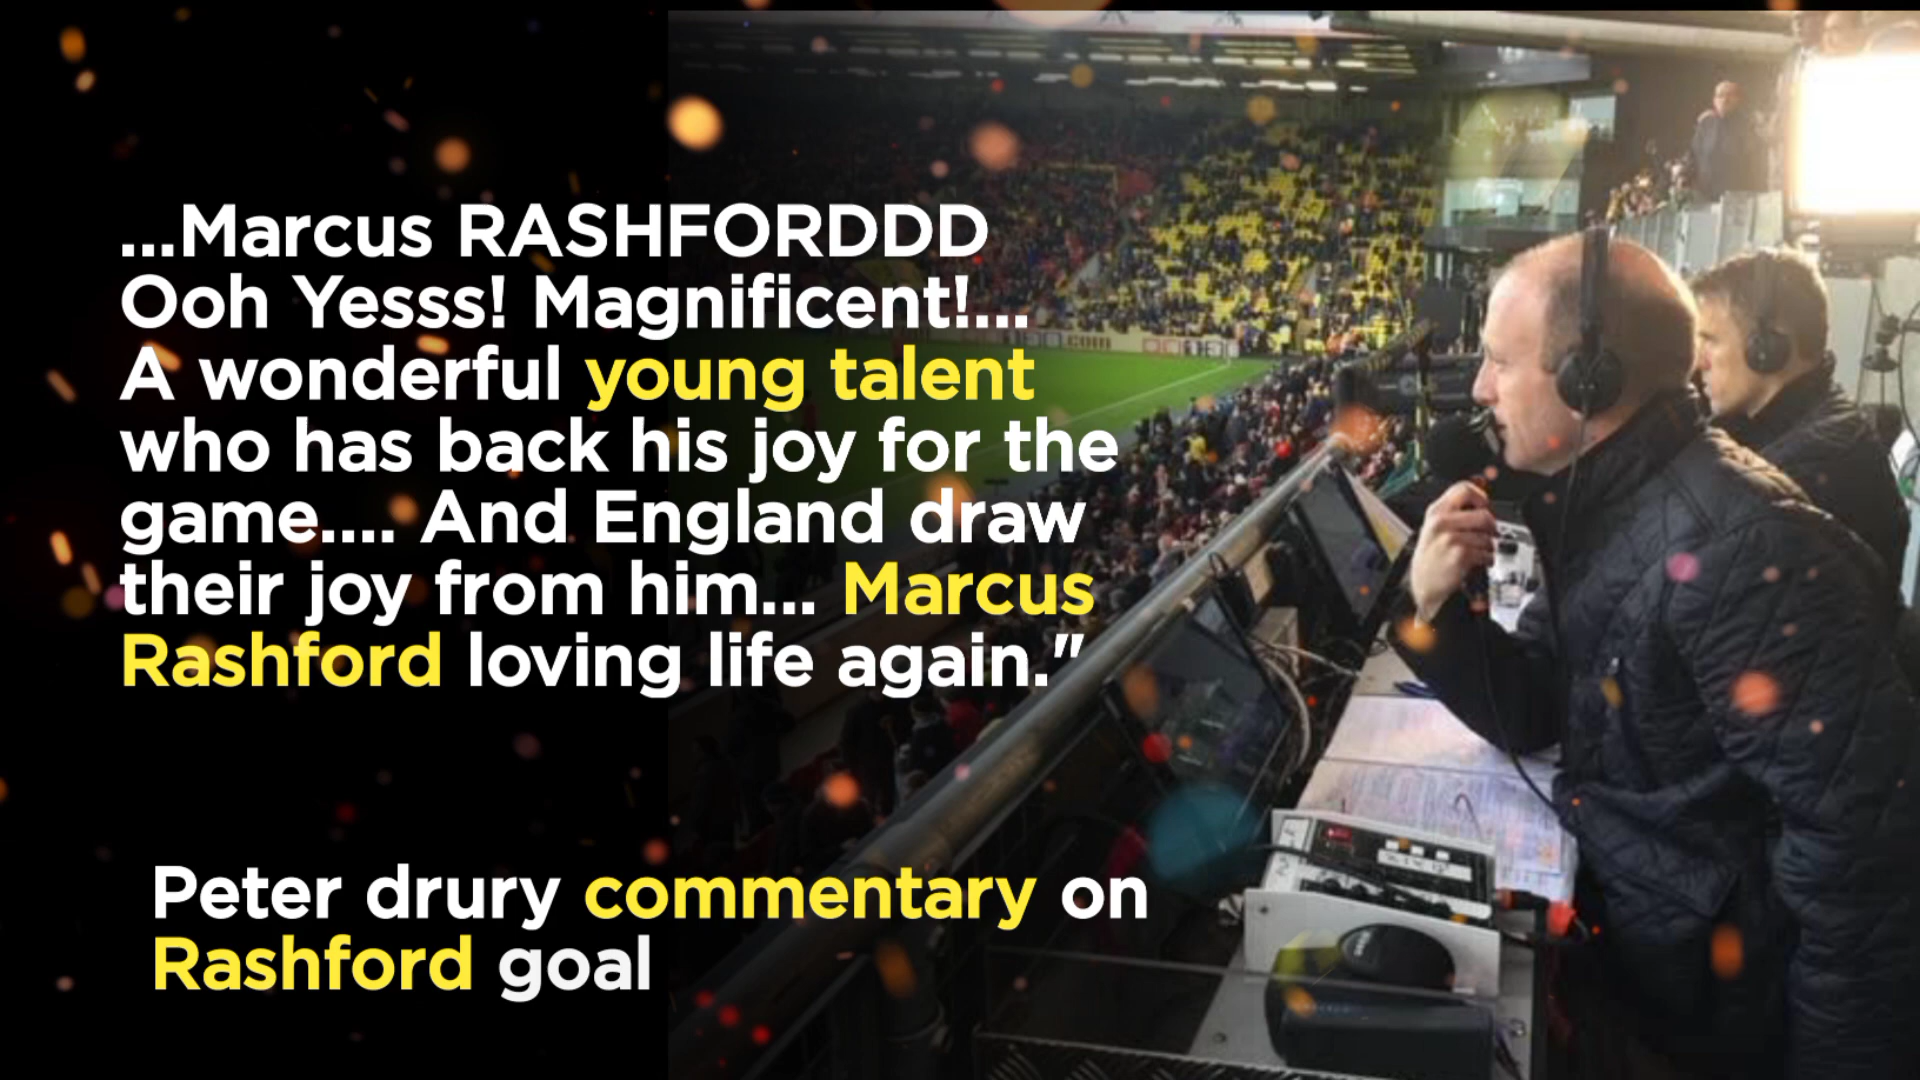 ...Marcus RASHFORDDD
Ooh Yesss! Magnificent!...
A wonderful young talent
who has back his joy for the
game.... And England draw
their joy from him... Marcus
Rashford loving life again."
Peter drury commentary on
Rashford goal